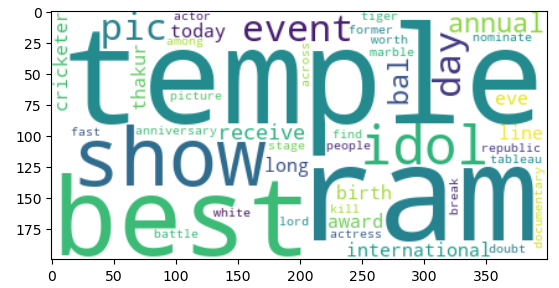 0
25
50
75
100
125
150
175
cricketer
pic
actor
today
among
event
tiger
former
worth
marble
annual
nominate
temple
thakur
picture
across
bal
day
eve
fast
anniversary
receive
stage
find
people
idol
line
republic
tableau
show
long
best
ram
white
battle
lord
birth
kill
award
actress
break
documentary
international
doubt
0 50 100 150 200 250 300 350